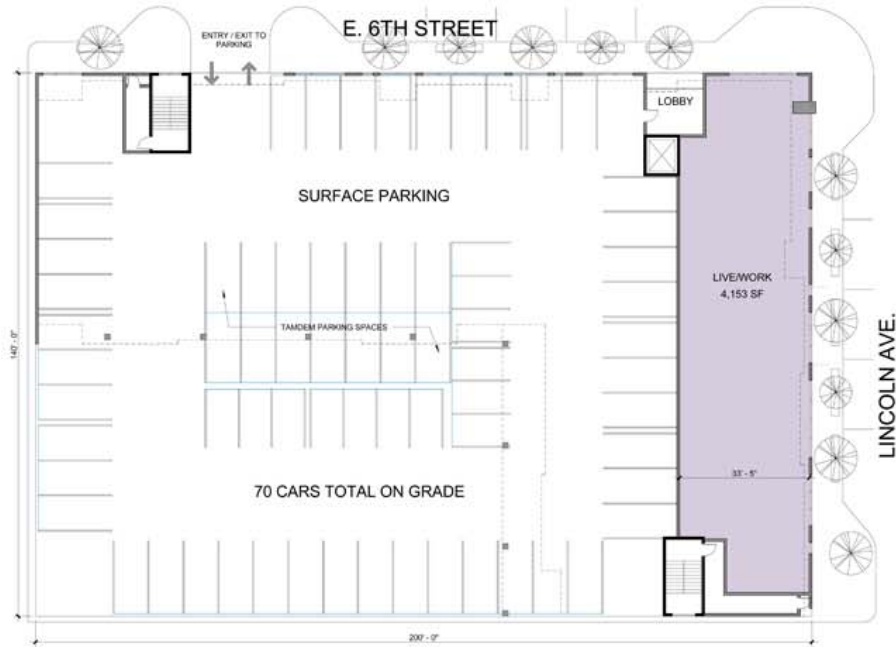 E. 6TH STREET
ENTRY / EXIT TO
PARKING
LOBBY
SURFACE PARKING
LIVE/WORK
4,153 SF
TAMDEM PARKING SPACES
140' - 0"
LINCOLN AVE.
33' - 5"
70 CARS TOTAL ON GRADE
200' - 0"